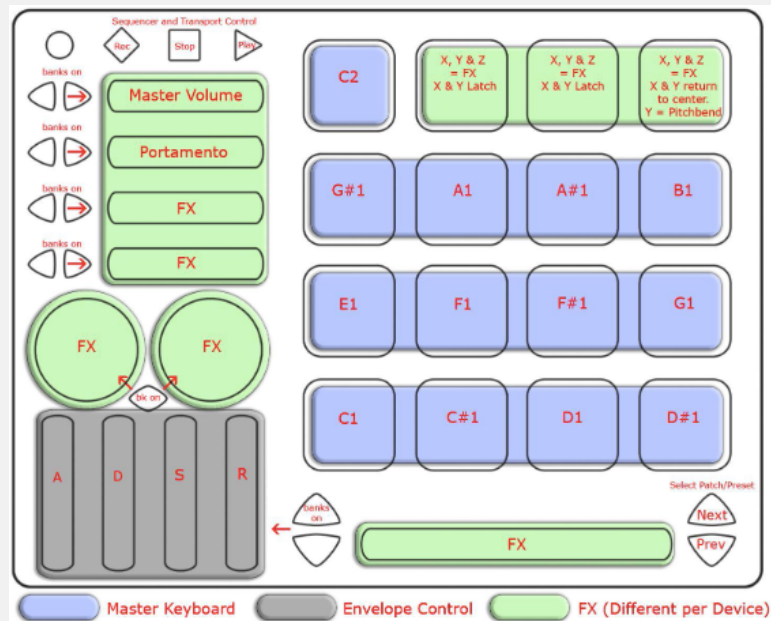 Sequencer and Transport Control
Rec
Stop
Play
banks on
Master Volume
banks on
Portamento
banks on
FX
banks on
FX
FX
FX
bk on
A
D
S
R
C2
X, Y & Z
= FX
X & Y Latch
X, Y & Z
= FX
X & Y Latch
X, Y & Z
= FX
X & Y return
to center.
Y = Pitchbend
G#1
A1
A#1
B1
E1
F1
F#1
G1
C1
C#1
D1
D#1
banks
on
FX
Select Patch/Preset
Next
Prev
Master Keyboard
Envelope Control
FX (Different per Device)